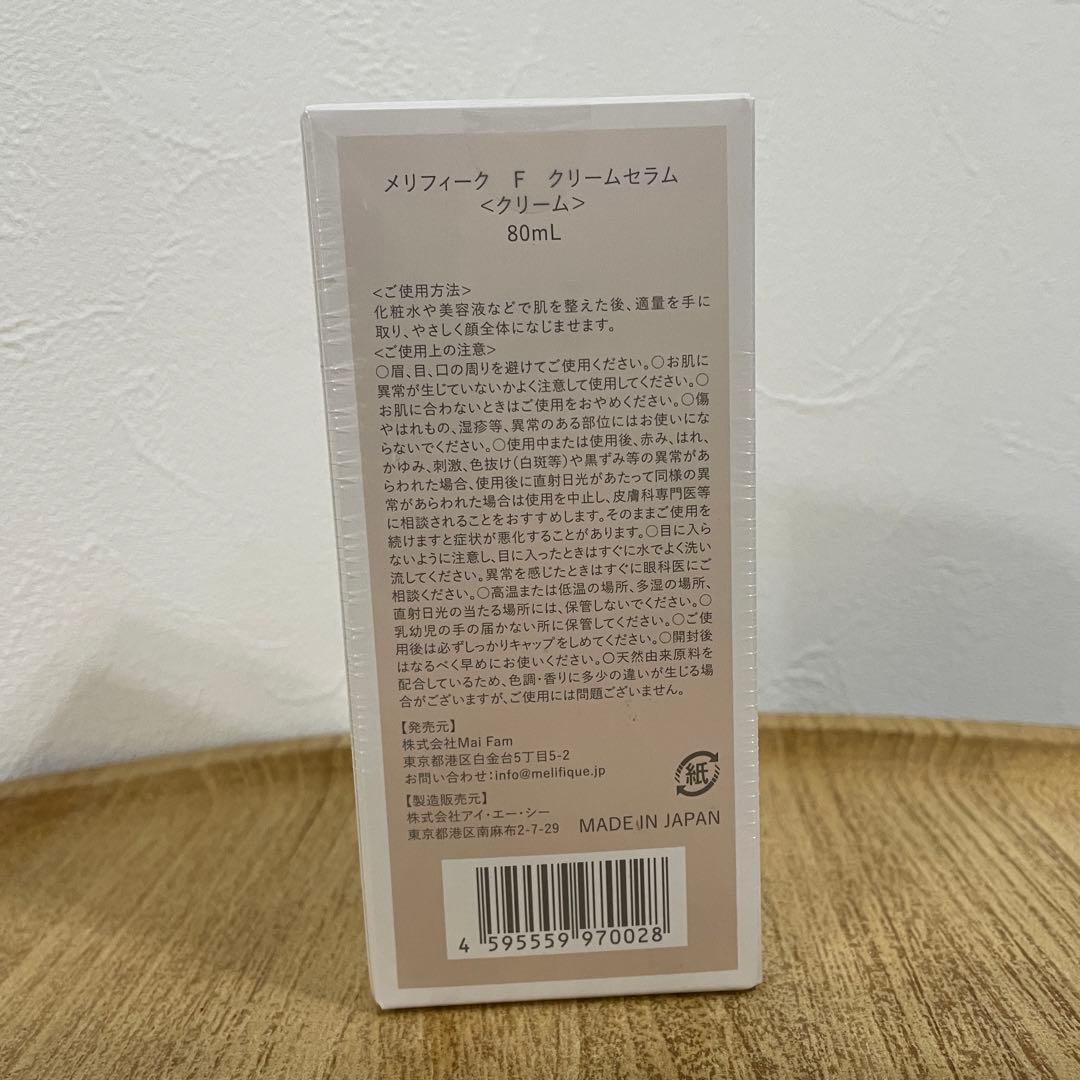 メリフィーク F クリームセラム
<クリーム>
80mL
<ご使用方法>
化粧水や美容液などで肌を整えた後、適量を手に
取り、やさしく顔全体になじませます。
<ご使用上の注意>
○眉、目、口の周りを避けてご使用ください。○お肌に
異常が生じていないかよく注意して使用してください。○
お肌に合わないときはご使用をおやめください。○傷
やはれもの、湿疹等、異常のある部位にはお使いにな
らないでください。○使用中または使用後、赤み、はれ、
かゆみ、刺激、色抜け(白斑等)や黒ずみ等の異常があ
らわれた場合、使用後に直射日光があたって同様の異
常があらわれた場合は使用を中止し、皮膚科専門医等
に相談されることをおすすめします。そのままご使用を
続けますと症状が悪化することがあります。○目に入ら
ないように注意し、目に入ったときはすぐに水でよく洗い
流してください。異常を感じたときはすぐに眼科医にご
相談ください。○高温または低温の場所、多湿の場所、
直射日光の当たる場所には、保管しないでください。○
乳幼児の手の届かない所に保管してください。○ご使
用後は必ずしっかりキャップをしめてください。○開封後
はなるべく早めにお使いください。○天然由来原料を
配合しているため、色調・香りに多少の違いが生じる場
合がございますが、ご使用には問題ございません。
【発売元】
株式会社Mai Fam
東京都港区白金台5丁目5-2
お問い合わせ:info@melifique.jp
紙
【製造販売元】
株式会社アイ・エー・シー
東京都港区南麻布2-7-29
MADE IN JAPAN
4 595559 970028